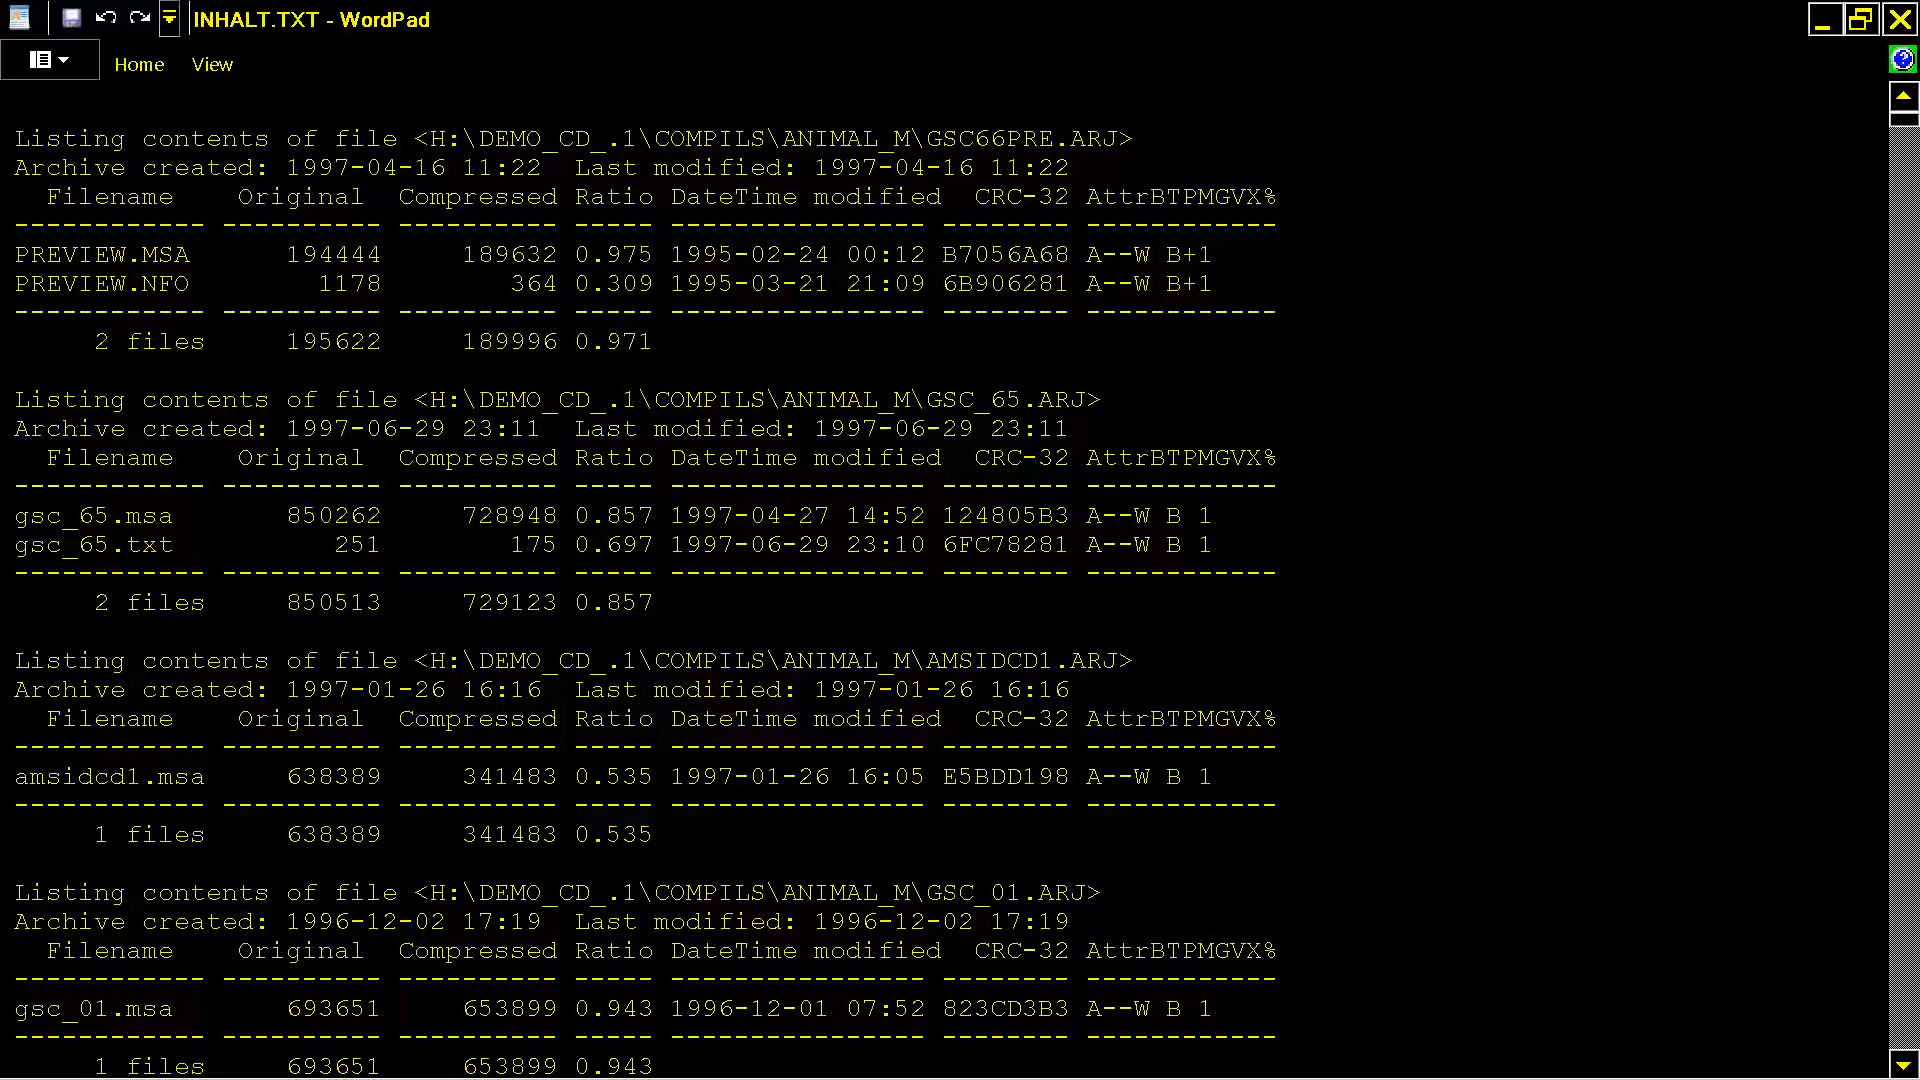 INHALT.TXT - WordPad
Home View
Listing contents of file <H:\DEMO_CD_.1\COMPILS\ANIMAL_M\GSC66PRE.ARJ>
Archive created: 1997-04-16 11:22  Last modified: 1997-04-16 11:22
  Filename    Original  Compressed Ratio DateTime modified  CRC-32 AttrBTPMGVX%
------------ ---------- ---------- ----- ---------------- -------- ------------
PREVIEW.MSA      194444     189632 0.975 1995-02-24 00:12 B7056A68 A--W B+1
PREVIEW.NFO        1178        364 0.309 1995-03-21 21:09 6B906281 A--W B+1
------------ ---------- ---------- ----- ---------------- -------- ------------
     2 files     195622     189996 0.971
Listing contents of file <H:\DEMO_CD_.1\COMPILS\ANIMAL_M\GSC_65.ARJ>
Archive created: 1997-06-29 23:11  Last modified: 1997-06-29 23:11
  Filename    Original  Compressed Ratio DateTime modified  CRC-32 AttrBTPMGVX%
------------ ---------- ---------- ----- ---------------- -------- ------------
gsc_65.msa       850262     728948 0.857 1997-04-27 14:52 124805B3 A--W B 1
gsc_65.txt          251        175 0.697 1997-06-29 23:10 6FC78281 A--W B 1
------------ ---------- ---------- ----- ---------------- -------- ------------
     2 files     850513     729123 0.857
Listing contents of file <H:\DEMO_CD_.1\COMPILS\ANIMAL_M\AMSIDCD1.ARJ>
Archive created: 1997-01-26 16:16  Last modified: 1997-01-26 16:16
  Filename    Original  Compressed Ratio DateTime modified  CRC-32 AttrBTPMGVX%
------------ ---------- ---------- ----- ---------------- -------- ------------
amsidcd1.msa     638389     341483 0.535 1997-01-26 16:05 E5BDD198 A--W B 1
------------ ---------- ---------- ----- ---------------- -------- ------------
     1 files     638389     341483 0.535
Listing contents of file <H:\DEMO_CD_.1\COMPILS\ANIMAL_M\GSC_01.ARJ>
Archive created: 1996-12-02 17:19  Last modified: 1996-12-02 17:19
  Filename    Original  Compressed Ratio DateTime modified  CRC-32 AttrBTPMGVX%
------------ ---------- ---------- ----- ---------------- -------- ------------
gsc_01.msa       693651     653899 0.943 1996-12-01 07:52 823CD3B3 A--W B 1
------------ ---------- ---------- ----- ---------------- -------- ------------
     1 files     693651     653899 0.943